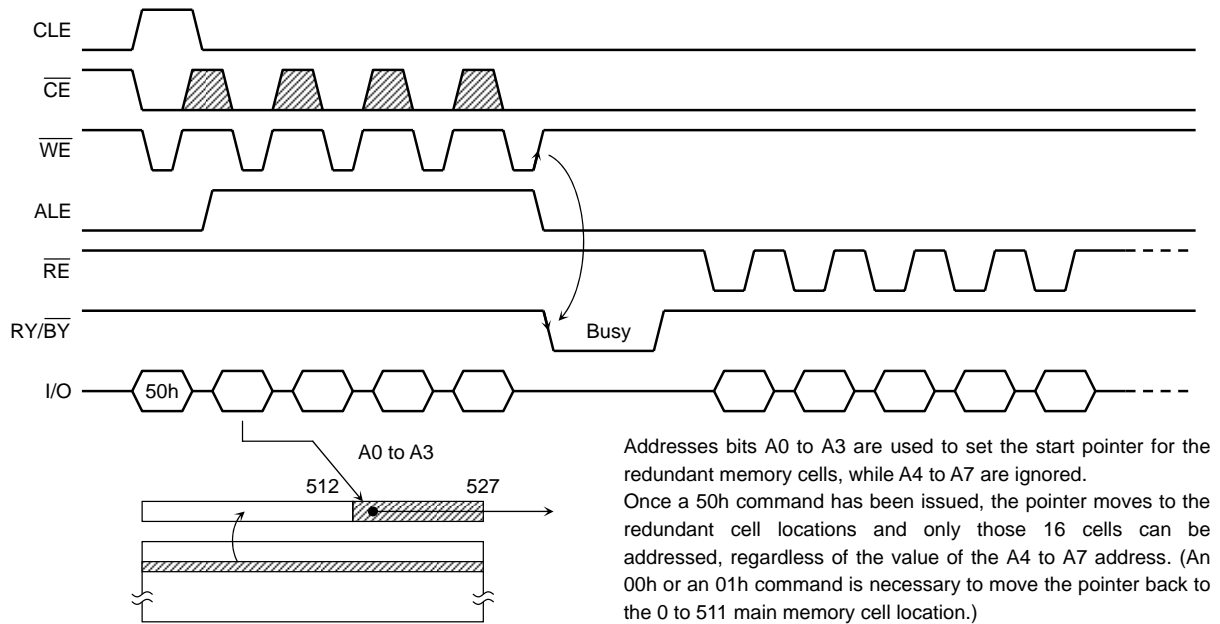 CLE
CE
WE
ALE
RE
RY/BY
Busy
I/O
50h
A0 to A3
512
527
Addresses bits A0 to A3 are used to set the start pointer for the
redundant memory cells, while A4 to A7 are ignored.
Once a 50h command has been issued, the pointer moves to the
redundant cell locations and only those 16 cells can be
addressed, regardless of the value of the A4 to A7 address. (An
00h or an 01h command is necessary to move the pointer back to
the 0 to 511 main memory cell location.)